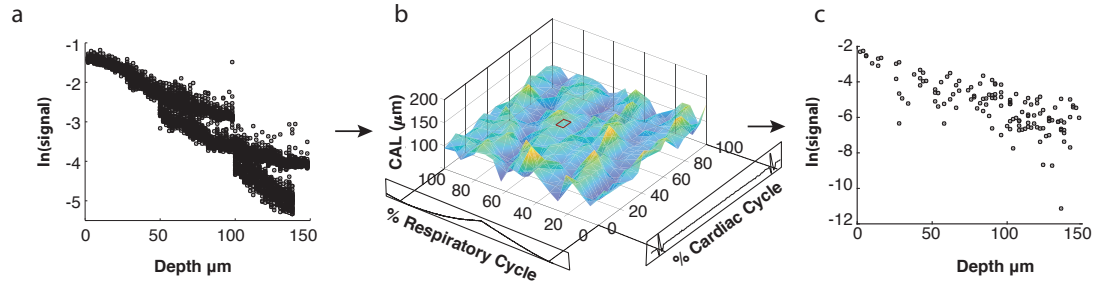 a
-1
-2
-3
-4
-5
ln(signal)
0 50 100 150
Depth µm
b
200
150
100
CAL (µm)
100 80 60 40 20 0
% Respiratory Cycle
0 20 40 60 80 100
% Cardiac Cycle
c
-2
-4
-6
-8
-10
-12
ln(signal)
0 50 100 150
Depth µm